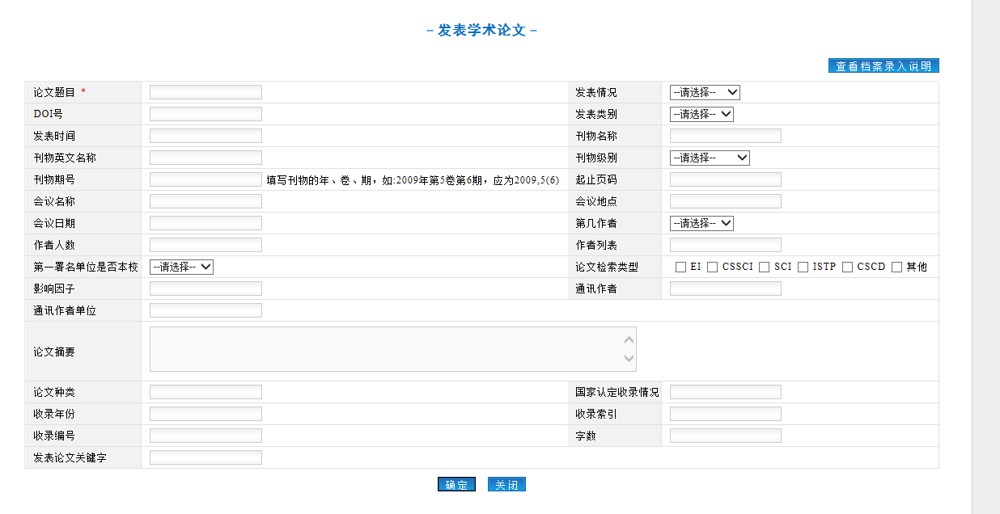 – 发表学术论文 –
查看档案录入说明
论文题目 * 发表情况 --请选择--
DOI号 发表类别 --请选择--
发表时间 刊物名称
刊物英文名称 刊物级别 --请选择--
刊物期号 填写刊物的年、卷、期，如:2009年第5卷第6期，应为2009,5(6) 起止页码
会议名称 会议地点
会议日期 第几作者 --请选择--
作者人数 作者列表
第一署名单位是否本校 --请选择-- 论文检索类型 EI CSSCI SCI ISTP CSCD 其他
影响因子 通讯作者
通讯作者单位
论文摘要
论文种类 国家认定收录情况
收录年份 收录索引
收录编号 字数
发表论文关键字
确定 关闭